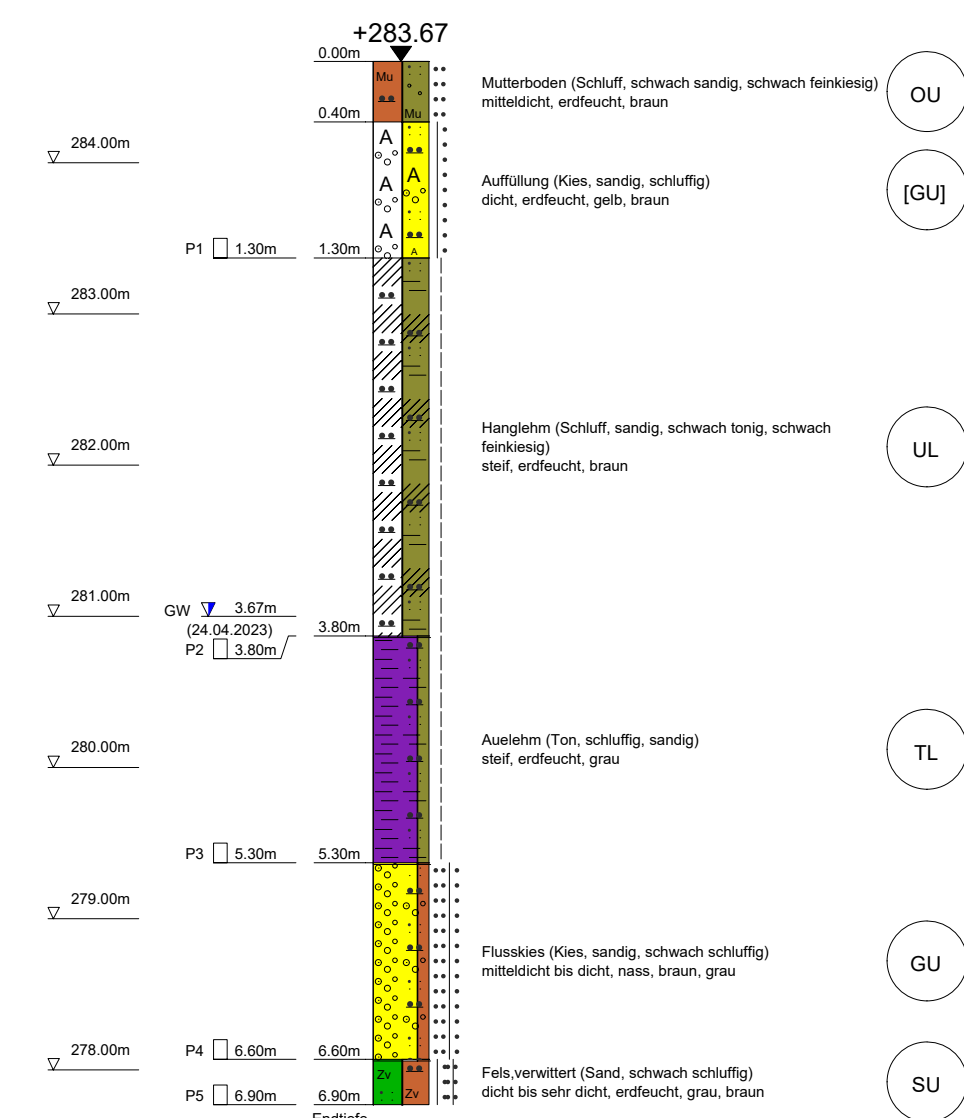 +283.67
0.00m
Mu
Mu
Mutterboden (Schluff, schwach sandig, schwach feinkiesig)
mitteldicht, erdfeucht, braun
OU
0.40m
284.00m
A
A
A
A
A
Auffüllung (Kies, sandig, schluffig)
dicht, erdfeucht, gelb, braun
[GU]
P1 1.30m
1.30m
283.00m
Hanglehm (Schluff, sandig, schwach tonig, schwach
feinkiesig)
steif, erdfeucht, braun
UL
282.00m
281.00m
GW 3.67m
(24.04.2023)
P2 3.80m
3.80m
280.00m
Auelehm (Ton, schluffig, sandig)
steif, erdfeucht, grau
TL
P3 5.30m
5.30m
279.00m
Flusskies (Kies, sandig, schwach schluffig)
mitteldicht bis dicht, nass, braun, grau
GU
278.00m
P4 6.60m
6.60m
Zv
Zv
Fels,verwittert (Sand, schwach schluffig)
dicht bis sehr dicht, erdfeucht, grau, braun
SU
P5 6.90m
6.90m
Endtiefe